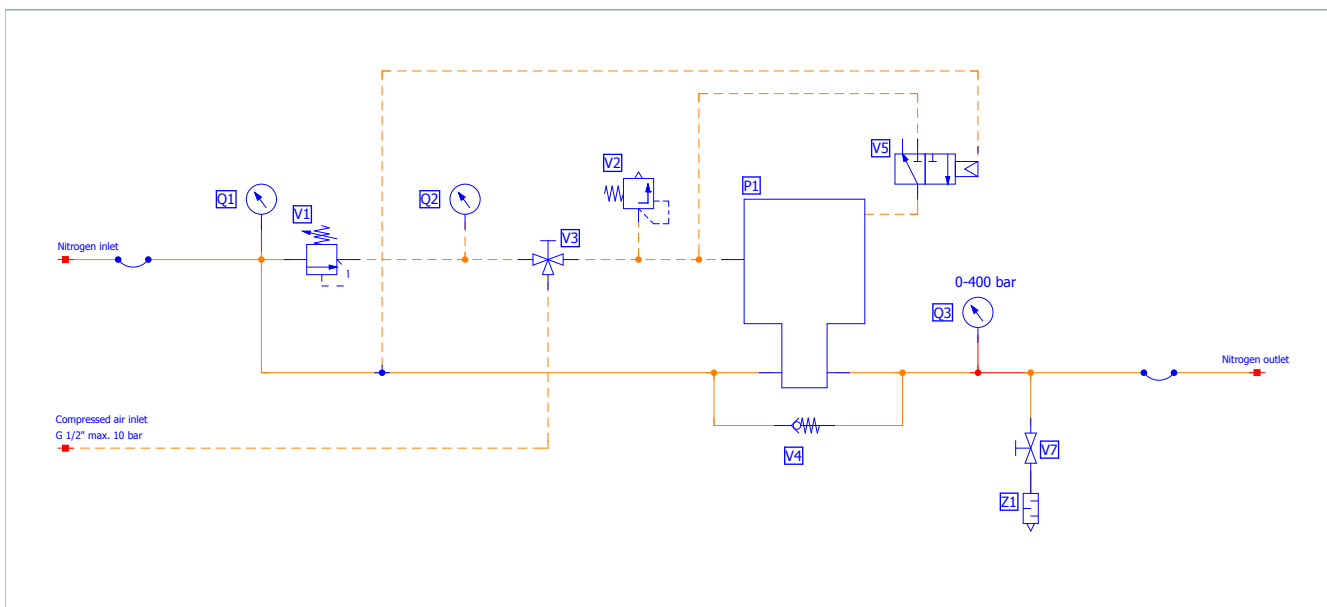 V5
V2
P1
Q1
Q2
V1
V3
Nitrogen inlet
0-400 bar
Q3
Nitrogen outlet
Compressed air inlet
G 1/2" max. 10 bar
V4
V7
Z1